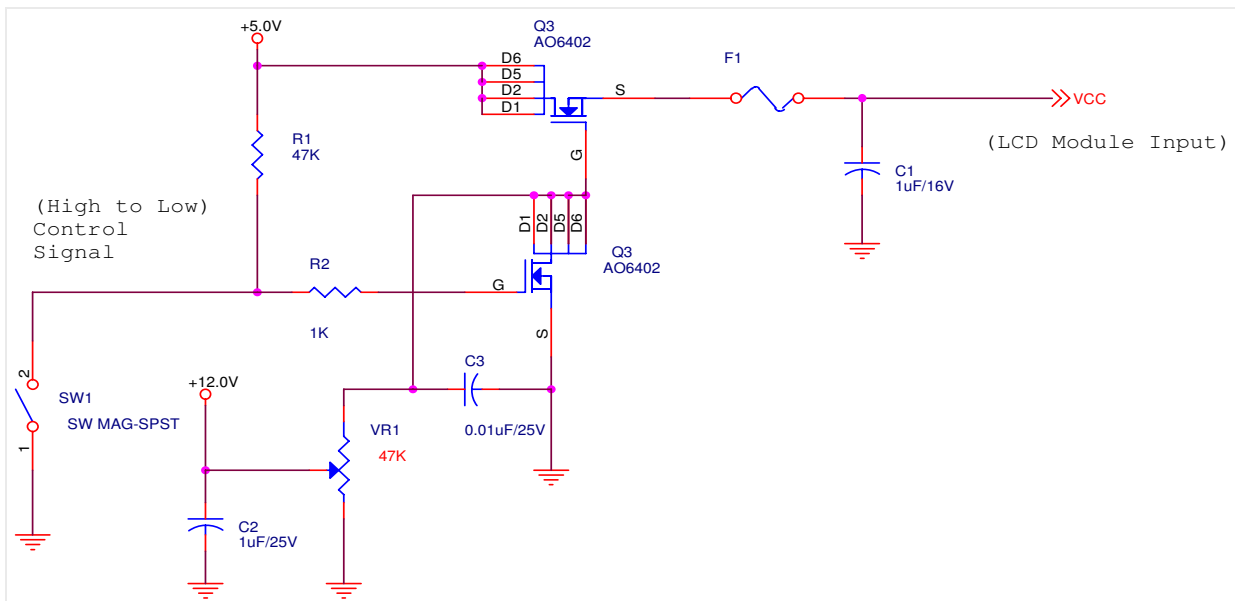 +5.0V
Q3
AO6402
F1
D6
D5
D2
D1
S
G
VCC
(LCD Module Input)
R1
47K
C1
1uF/16V
(High to Low)
Control
Signal
D1
D2
D5
D6
Q3
AO6402
R2
1K
G
S
2
1
SW1
SW MAG-SPST
+12.0V
C3
0.01uF/25V
VR1
47K
C2
1uF/25V